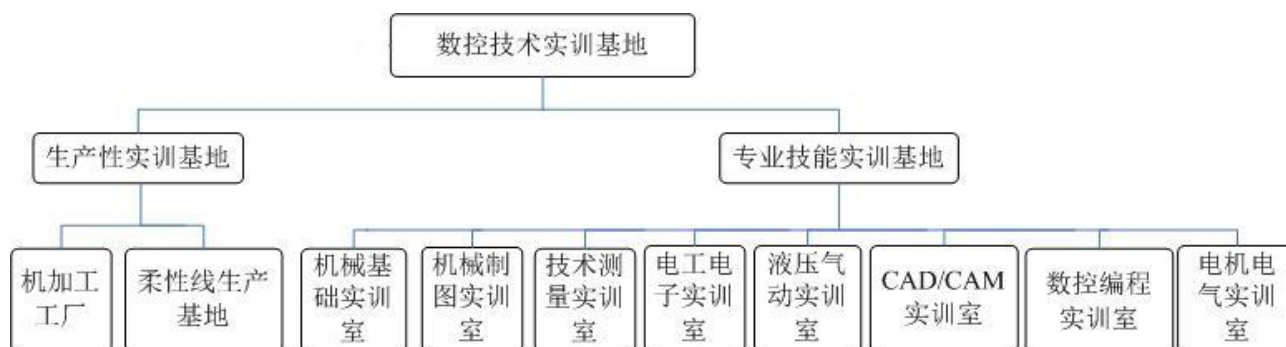 数控技术实训基地
生产性实训基地
专业技能实训基地
机加工
工厂
柔性线生产
基地
机械基
础实训
室
机械制
图实训
室
技术测
量实训
室
电工电
子实训
室
液压气
动实训
室
CAD/CAM
实训室
数控编程
实训室
电机电
气实训
室